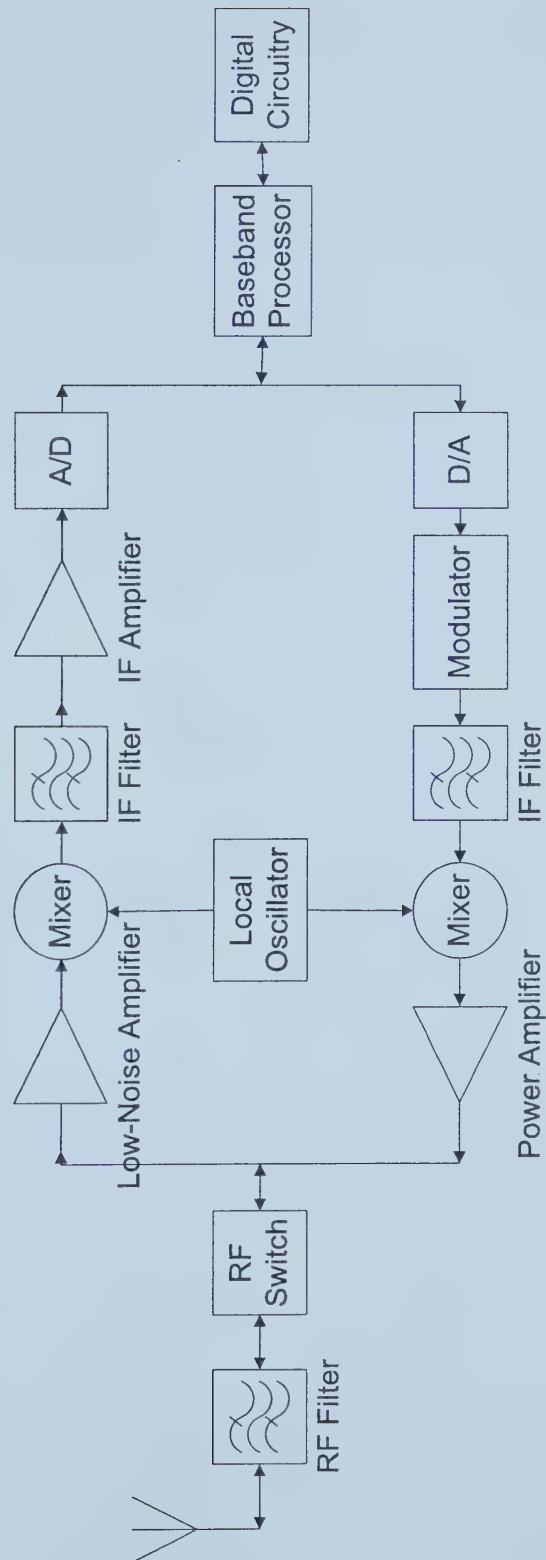 RF Filter
RF
Switch
Low-Noise Amplifier
Mixer
IF Filter
IF Amplifier
A/D
Local
Oscillator
Power Amplifier
Mixer
IF Filter
Modulator
D/A
Baseband
Processor
Digital
Circuitry